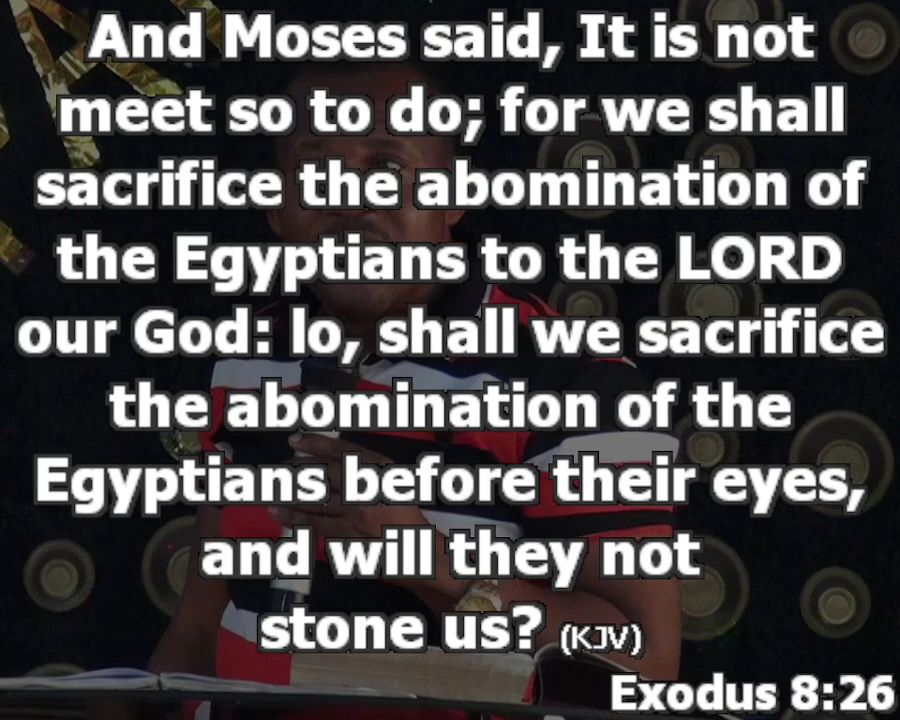 And Moses said, It is not
meet so to do; for we shall
sacrifice the abomination of
the Egyptians to the LORD
our God: lo, shall we sacrifice
the abomination of the
Egyptians before their eyes,
and will they not
stone us? (KJV)
Exodus 8:26